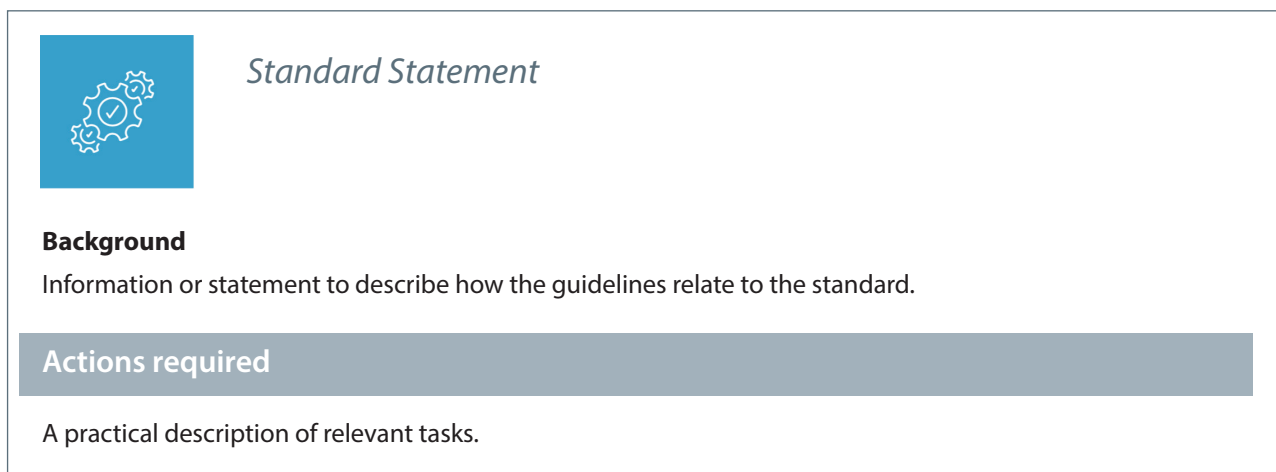 Standard Statement
Background
Information or statement to describe how the guidelines relate to the standard.
Actions required
A practical description of relevant tasks.